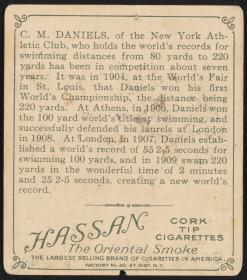 C. M. DANIELS, of the New York Ath-
letic Club, who holds the world's records for
swimming distances from 80 yards to 220
yards has been in competition about seven
years. It was in 1904, at the World's Fair
in St. Louis, that Daniels won his first
World's Championship, the distance being
220 yards. At Athens, in 1906, Daniels won
the 100 yard world's title for swimming, and
successfully defended his laurels at London
in 1908. At London, in 1907, Daniels estab-
lished a world's record of 55 2-5 seconds for
swimming 100 yards, and in 1909 swam 220
yards in the wonderful time of 2 minutes
and 25 2-5 seconds, creating a new world's
record.
HASSAN
The Oriental Smoke
CORK
TIP
CIGARETTES
THE LARGEST SELLING BRAND OF CIGARETTES IN AMERICA.
FACTORY No. 30 2d DIST. N.Y.